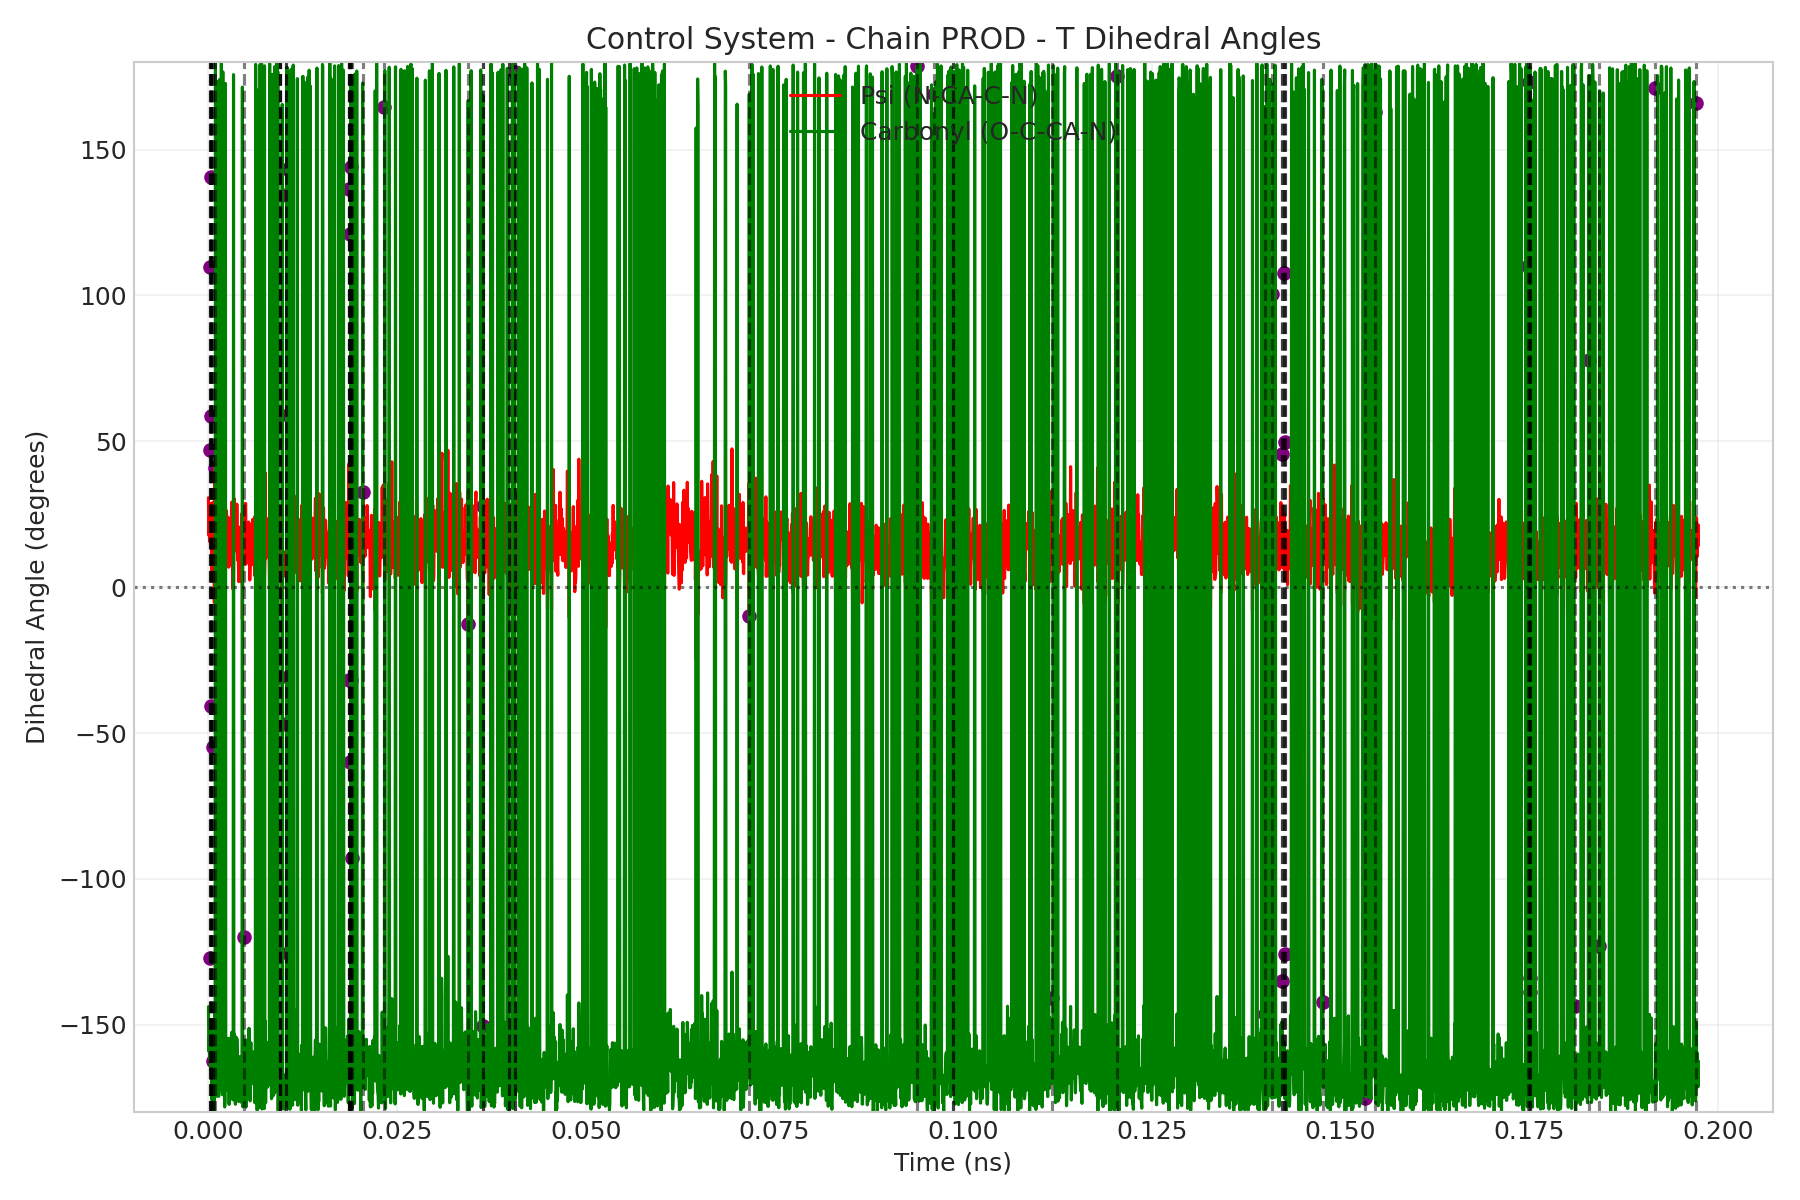 Control System - Chain PROD - T Dihedral Angles
Psi (N-CA-C-N)
Carbonyl (O-C-CA-N)
Dihedral Angle (degrees)
150
100
50
0
−50
−100
−150
0.000 0.025 0.050 0.075 0.100 0.125 0.150 0.175 0.200
Time (ns)